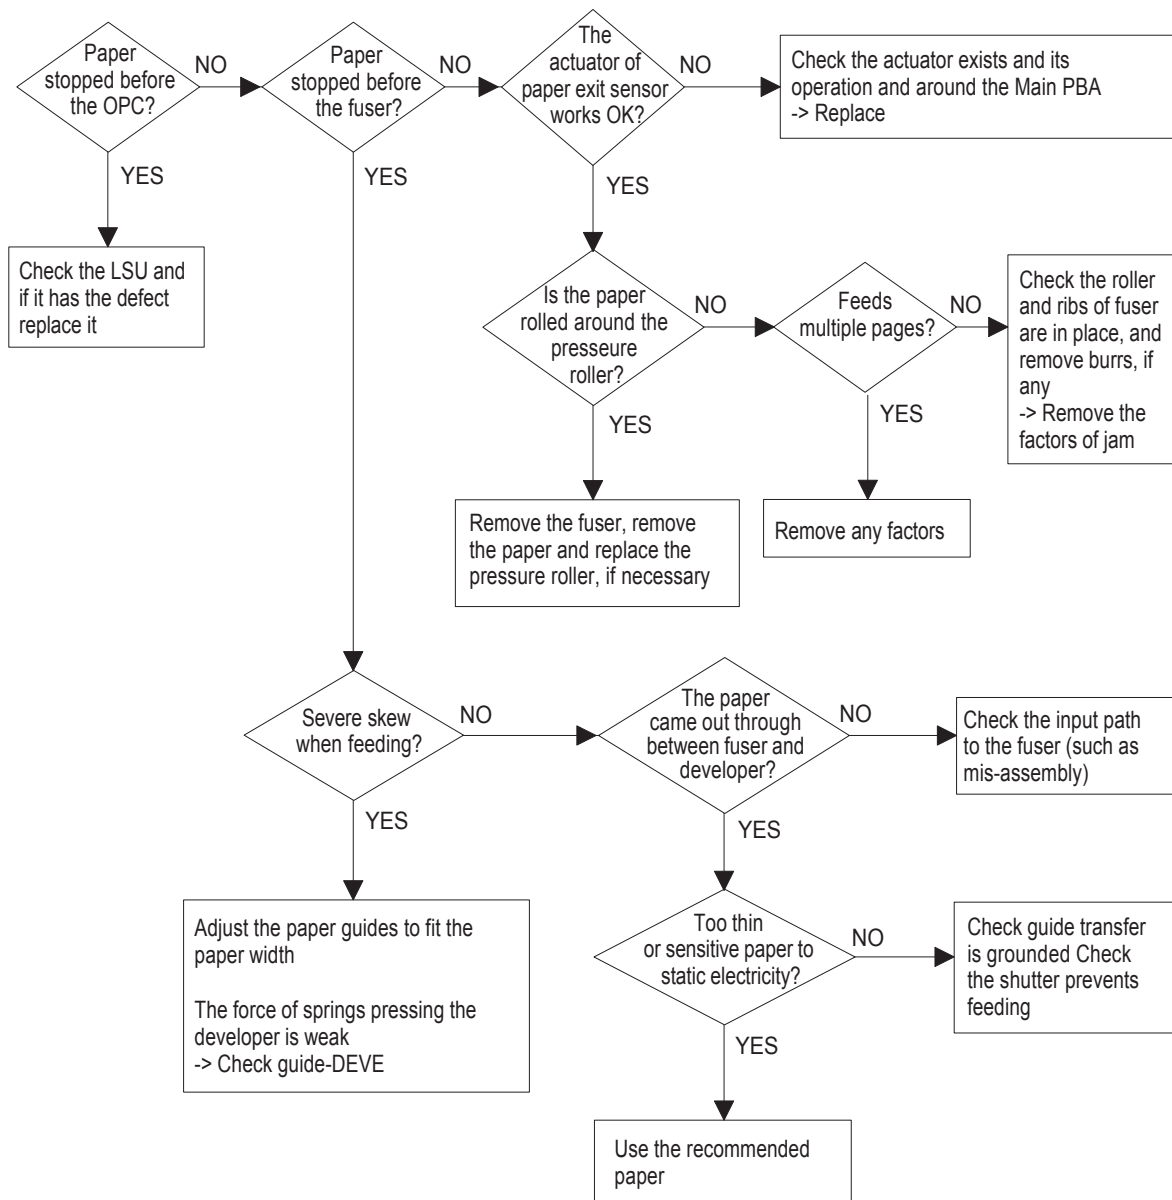 Paper
stopped before
the OPC?
NO
YES
Paper
stopped before
the fuser?
NO
YES
The
actuator of
paper exit sensor
works OK?
NO
YES
Check the actuator exists and its
operation and around the Main PBA
-> Replace
Check the LSU and
if it has the defect
replace it
Is the paper
rolled around the
preseure
roller?
NO
YES
Feeds
multiple pages?
NO
YES
Check the roller
and ribs of fuser
are in place, and
remove burrs, if
any
-> Remove the
factors of jam
Remove the fuser, remove
the paper and replace the
pressure roller, if necessary
Remove any factors
Severe skew
when feeding?
NO
YES
The paper
came out through
between fuser and
developer?
NO
YES
Check the input path
to the fuser (such as
mis-assembly)
Adjust the paper guides to fit the
paper width
The force of springs pressing the
developer is weak
-> Check guide-DEVE
Too thin
or sensitive paper to
static electricity?
NO
YES
Check guide transfer
is grounded Check
the shutter prevents
feeding
Use the recommended
paper